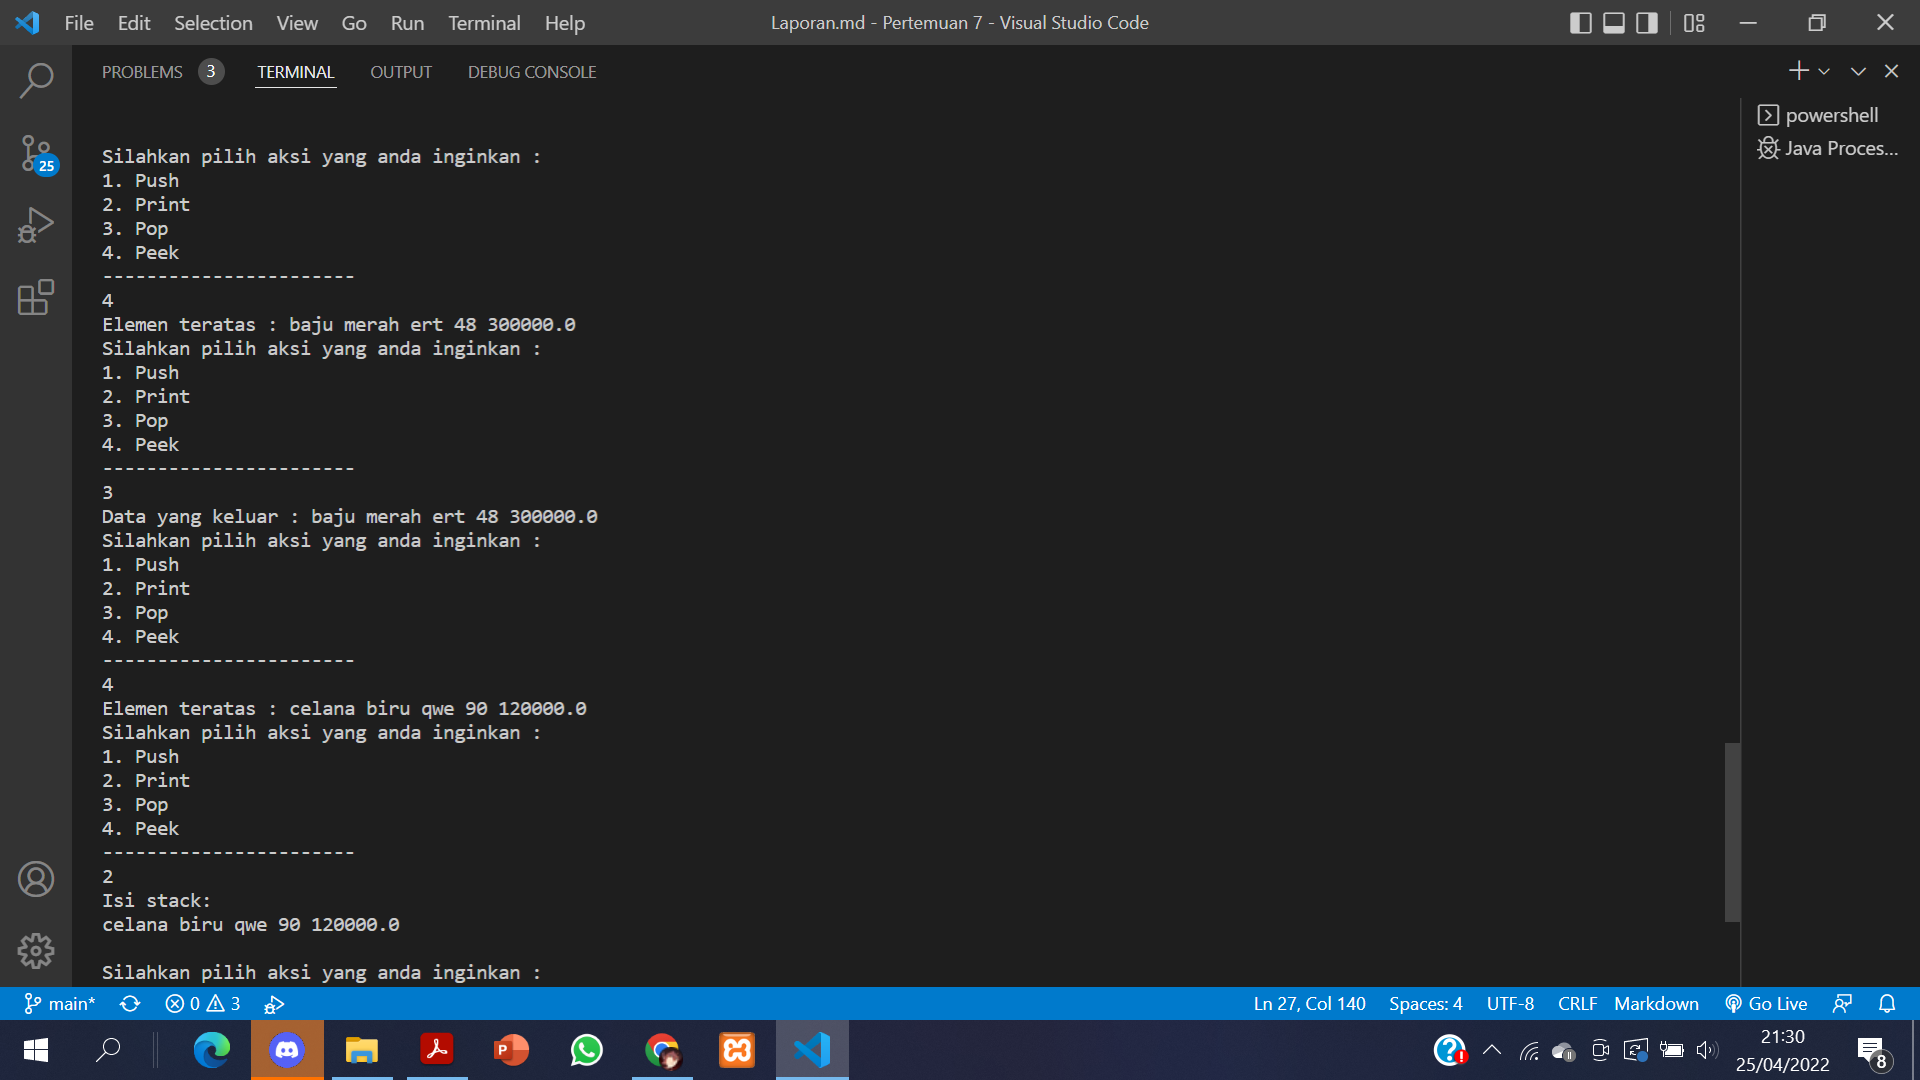 File Edit Selection View Go Run Terminal Help
Laporan.md - Pertemuan 7 - Visual Studio Code
PROBLEMS 3 TERMINAL OUTPUT DEBUG CONSOLE
powershell
Java Proces...
25
Silahkan pilih aksi yang anda inginkan :
1. Push
2. Print
3. Pop
4. Peek
-----------------------
4
Elemen teratas : baju merah ert 48 300000.0
Silahkan pilih aksi yang anda inginkan :
1. Push
2. Print
3. Pop
4. Peek
-----------------------
3
Data yang keluar : baju merah ert 48 300000.0
Silahkan pilih aksi yang anda inginkan :
1. Push
2. Print
3. Pop
4. Peek
-----------------------
4
Elemen teratas : celana biru qwe 90 120000.0
Silahkan pilih aksi yang anda inginkan :
1. Push
2. Print
3. Pop
4. Peek
-----------------------
2
Isi stack:
celana biru qwe 90 120000.0
Silahkan pilih aksi yang anda inginkan :
main* 0 3 Ln 27, Col 140 Spaces: 4 UTF-8 CRLF Markdown Go Live
21:30
25/04/2022
8